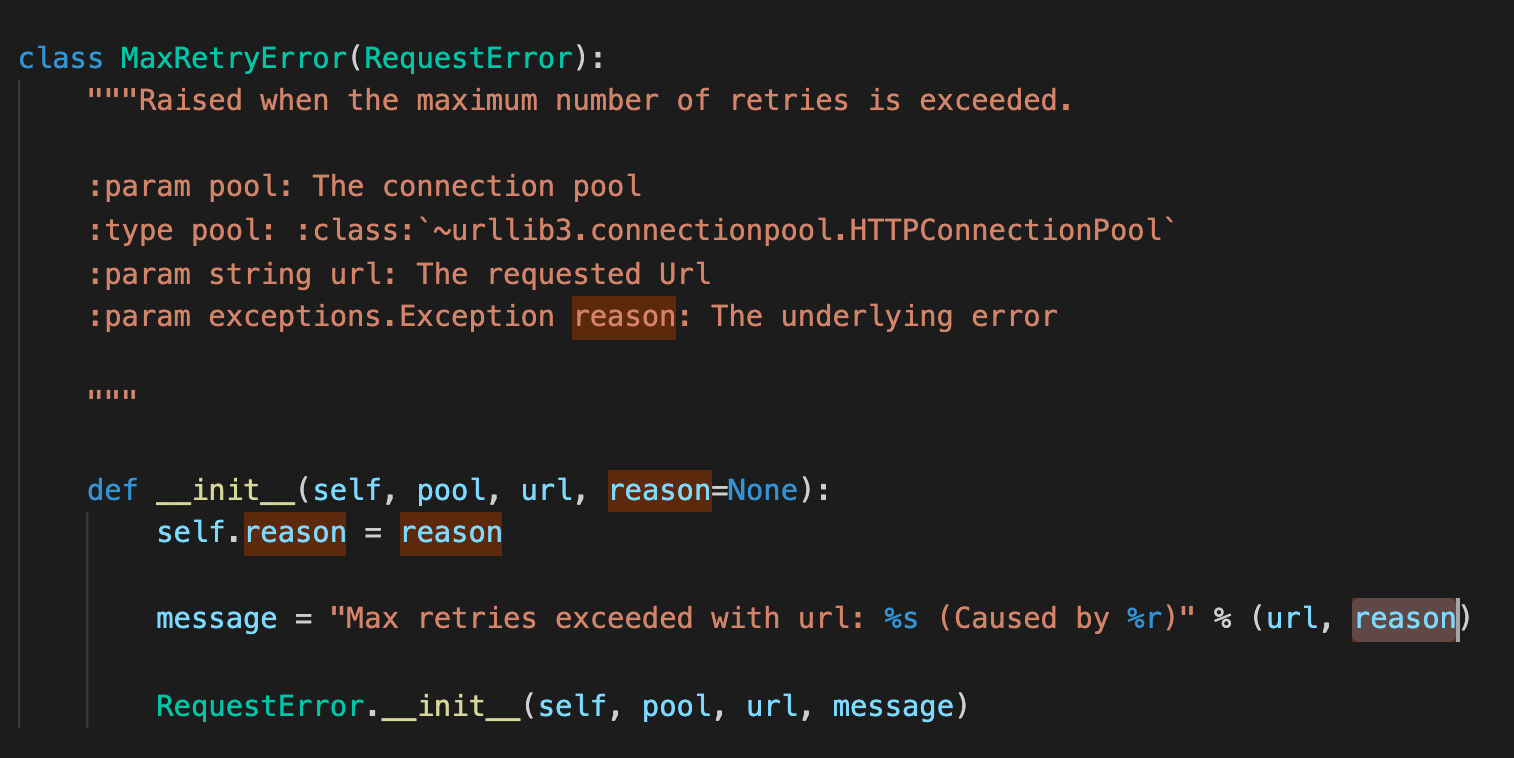 class MaxRetryError(RequestError):
"""Raised when the maximum number of retries is exceeded.
:param pool: The connection pool
:type pool: :class:`~urllib3.connectionpool.HTTPConnectionPool`
:param string url: The requested Url
:param exceptions.Exception reason: The underlying error
"""
def __init__(self, pool, url, reason=None):
self.reason = reason
message = "Max retries exceeded with url: %s (Caused by %r)" % (url, reason)
RequestError.__init__(self, pool, url, message)